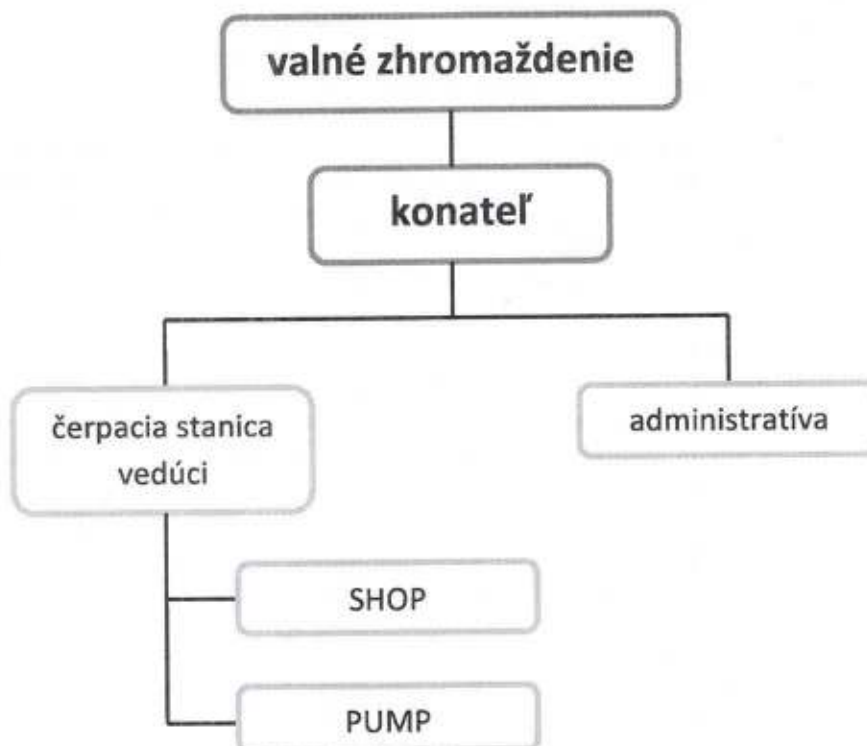 valné zhromaždenie
konateľ
čerpacia stanica
vedúci
administratíva
SHOP
PUMP